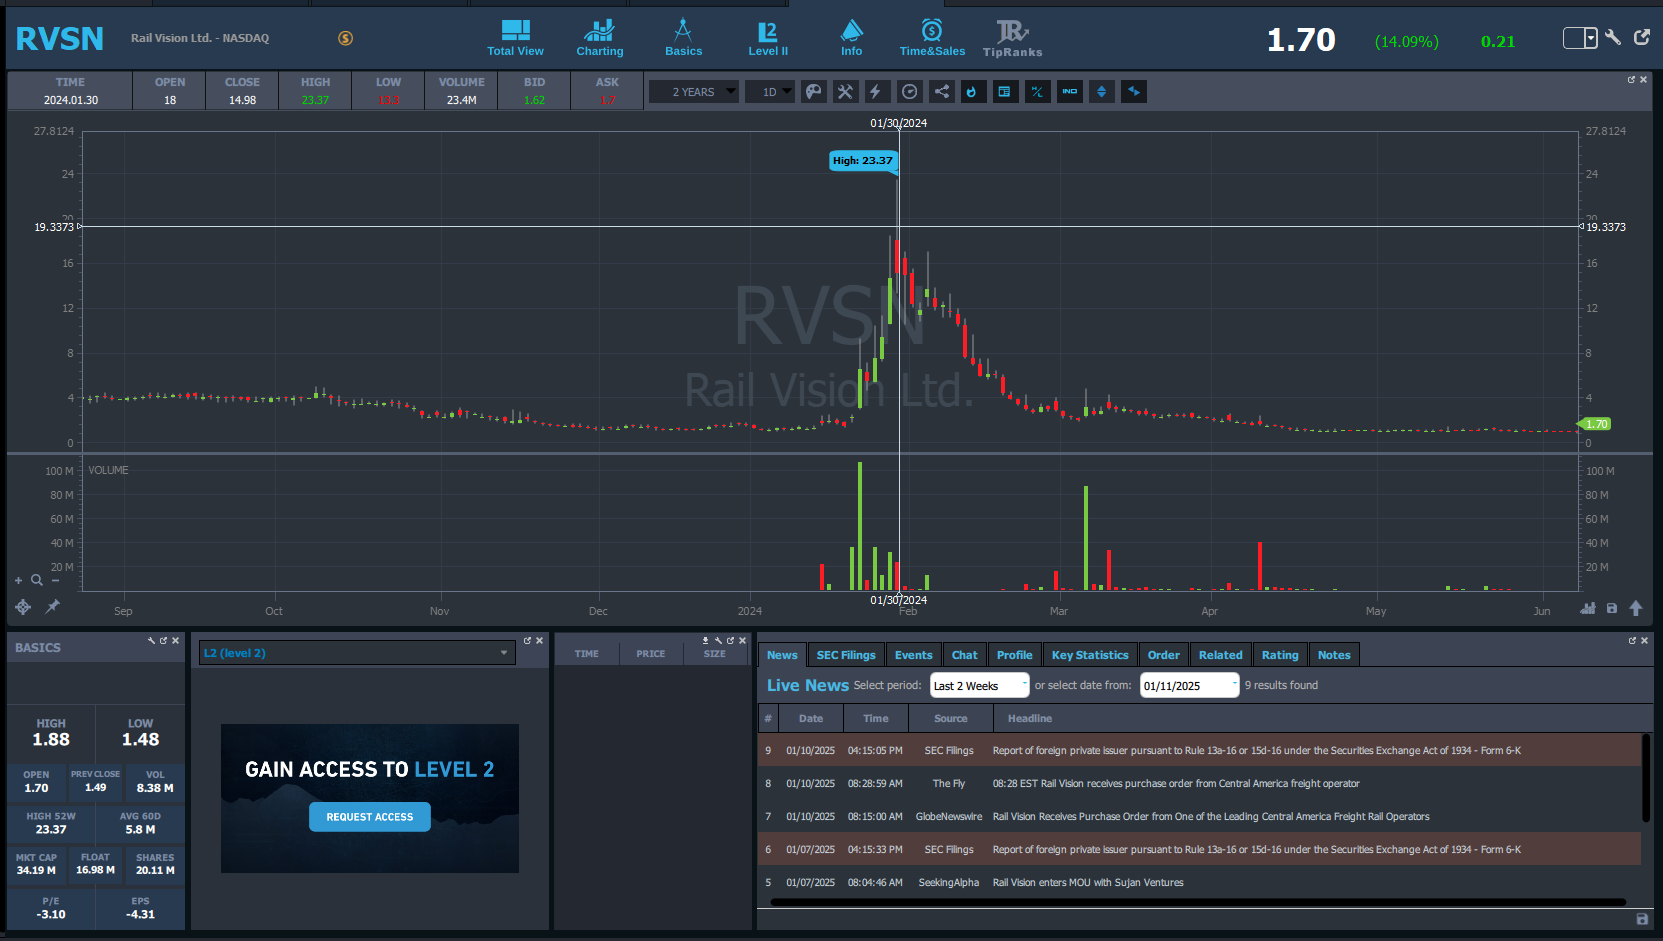 RVSN Rail Vision Ltd. - NASDAQ $ Total View Charting Basics L2 Level II Info $ Time&Sales TR TipRanks 1.70 (14.09%) 0.21
TIME OPEN CLOSE HIGH LOW VOLUME BID ASK
2024.01.30 18 14.98 23.37 13.3 23.4M 1.62 1.7
2 YEARS 1D IND
01/30/2024
27.8124 27.8124
High: 23.37
24 24
20 20
19.3373 19.3373
16 16
RVSN
12 12
8 8
Rail Vision Ltd.
4 4
1.70
0 0
100 M VOLUME 100 M
80 M 80 M
60 M 60 M
40 M 40 M
20 M 20 M
01/30/2024
Sep Oct Nov Dec 2024 Feb Mar Apr May Jun
BASICS
HIGH LOW
1.88 1.48
OPEN PREV CLOSE VOL
1.70 1.49 8.38 M
HIGH 52W AVG 60D
23.37 5.8 M
MKT CAP FLOAT SHARES
34.19 M 16.98 M 20.11 M
P/E EPS
-3.10 -4.31
L2 (level 2)
GAIN ACCESS TO LEVEL 2
REQUEST ACCESS
TIME PRICE SIZE
News SEC Filings Events Chat Profile Key Statistics Order Related Rating Notes
Live News Select period: Last 2 Weeks or select date from: 01/11/2025 9 results found
# Date Time Source Headline
9 01/10/2025 04:15:05 PM SEC Filings Report of foreign private issuer pursuant to Rule 13a-16 or 15d-16 under the Securities Exchange Act of 1934 - Form 6-K
8 01/10/2025 08:28:59 AM The Fly 08:28 EST Rail Vision receives purchase order from Central America freight operator
7 01/10/2025 08:15:00 AM GlobeNewswire Rail Vision Receives Purchase Order from One of the Leading Central America Freight Rail Operators
6 01/07/2025 04:15:33 PM SEC Filings Report of foreign private issuer pursuant to Rule 13a-16 or 15d-16 under the Securities Exchange Act of 1934 - Form 6-K
5 01/07/2025 08:04:46 AM SeekingAlpha Rail Vision enters MOU with Sujan Ventures